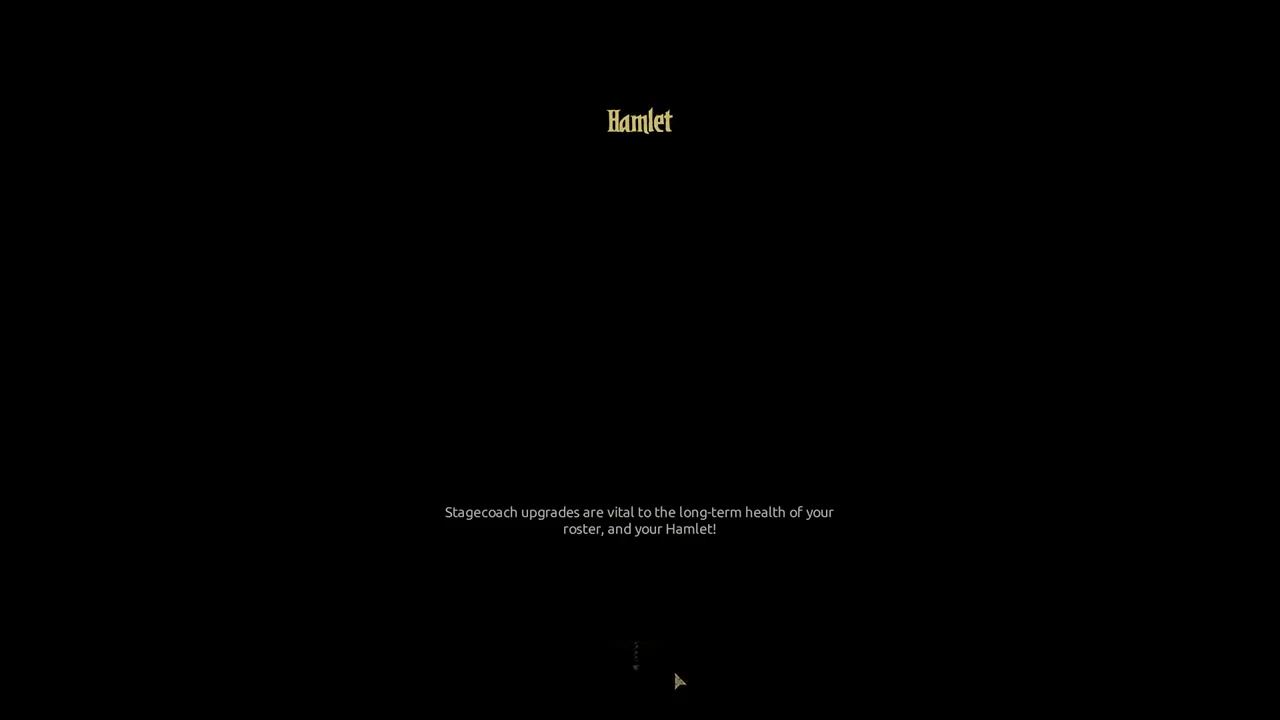 Hamlet
Stagecoach upgrades are vital to the long-term health of your
roster, and your Hamlet!